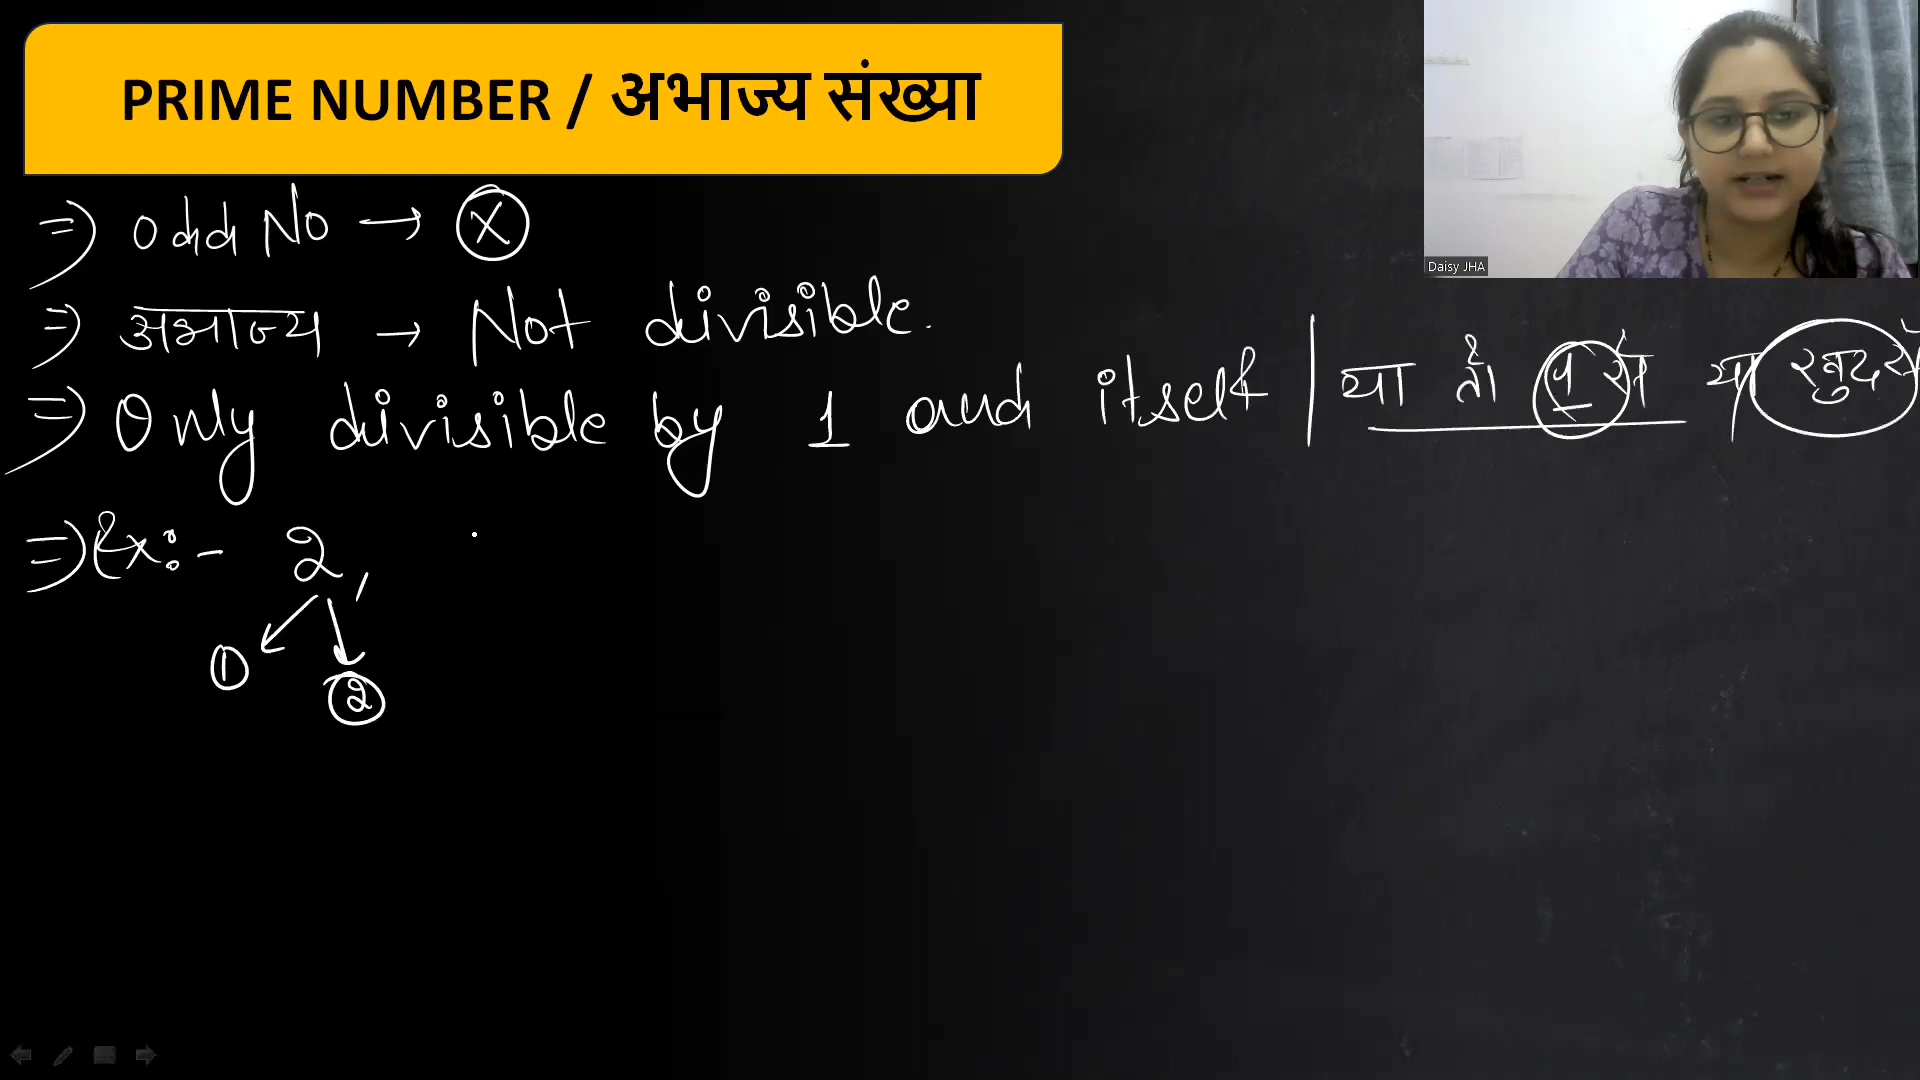 PRIME NUMBER / अभाज्य संख्या
Daisy JHA
⇒ Odd No → X
⇒ अभाज्य → Not divisible.
⇒ Only divisible by 1 and itself | या तो 1 से या खुद से
⇒ Ex:- 2,
1 2